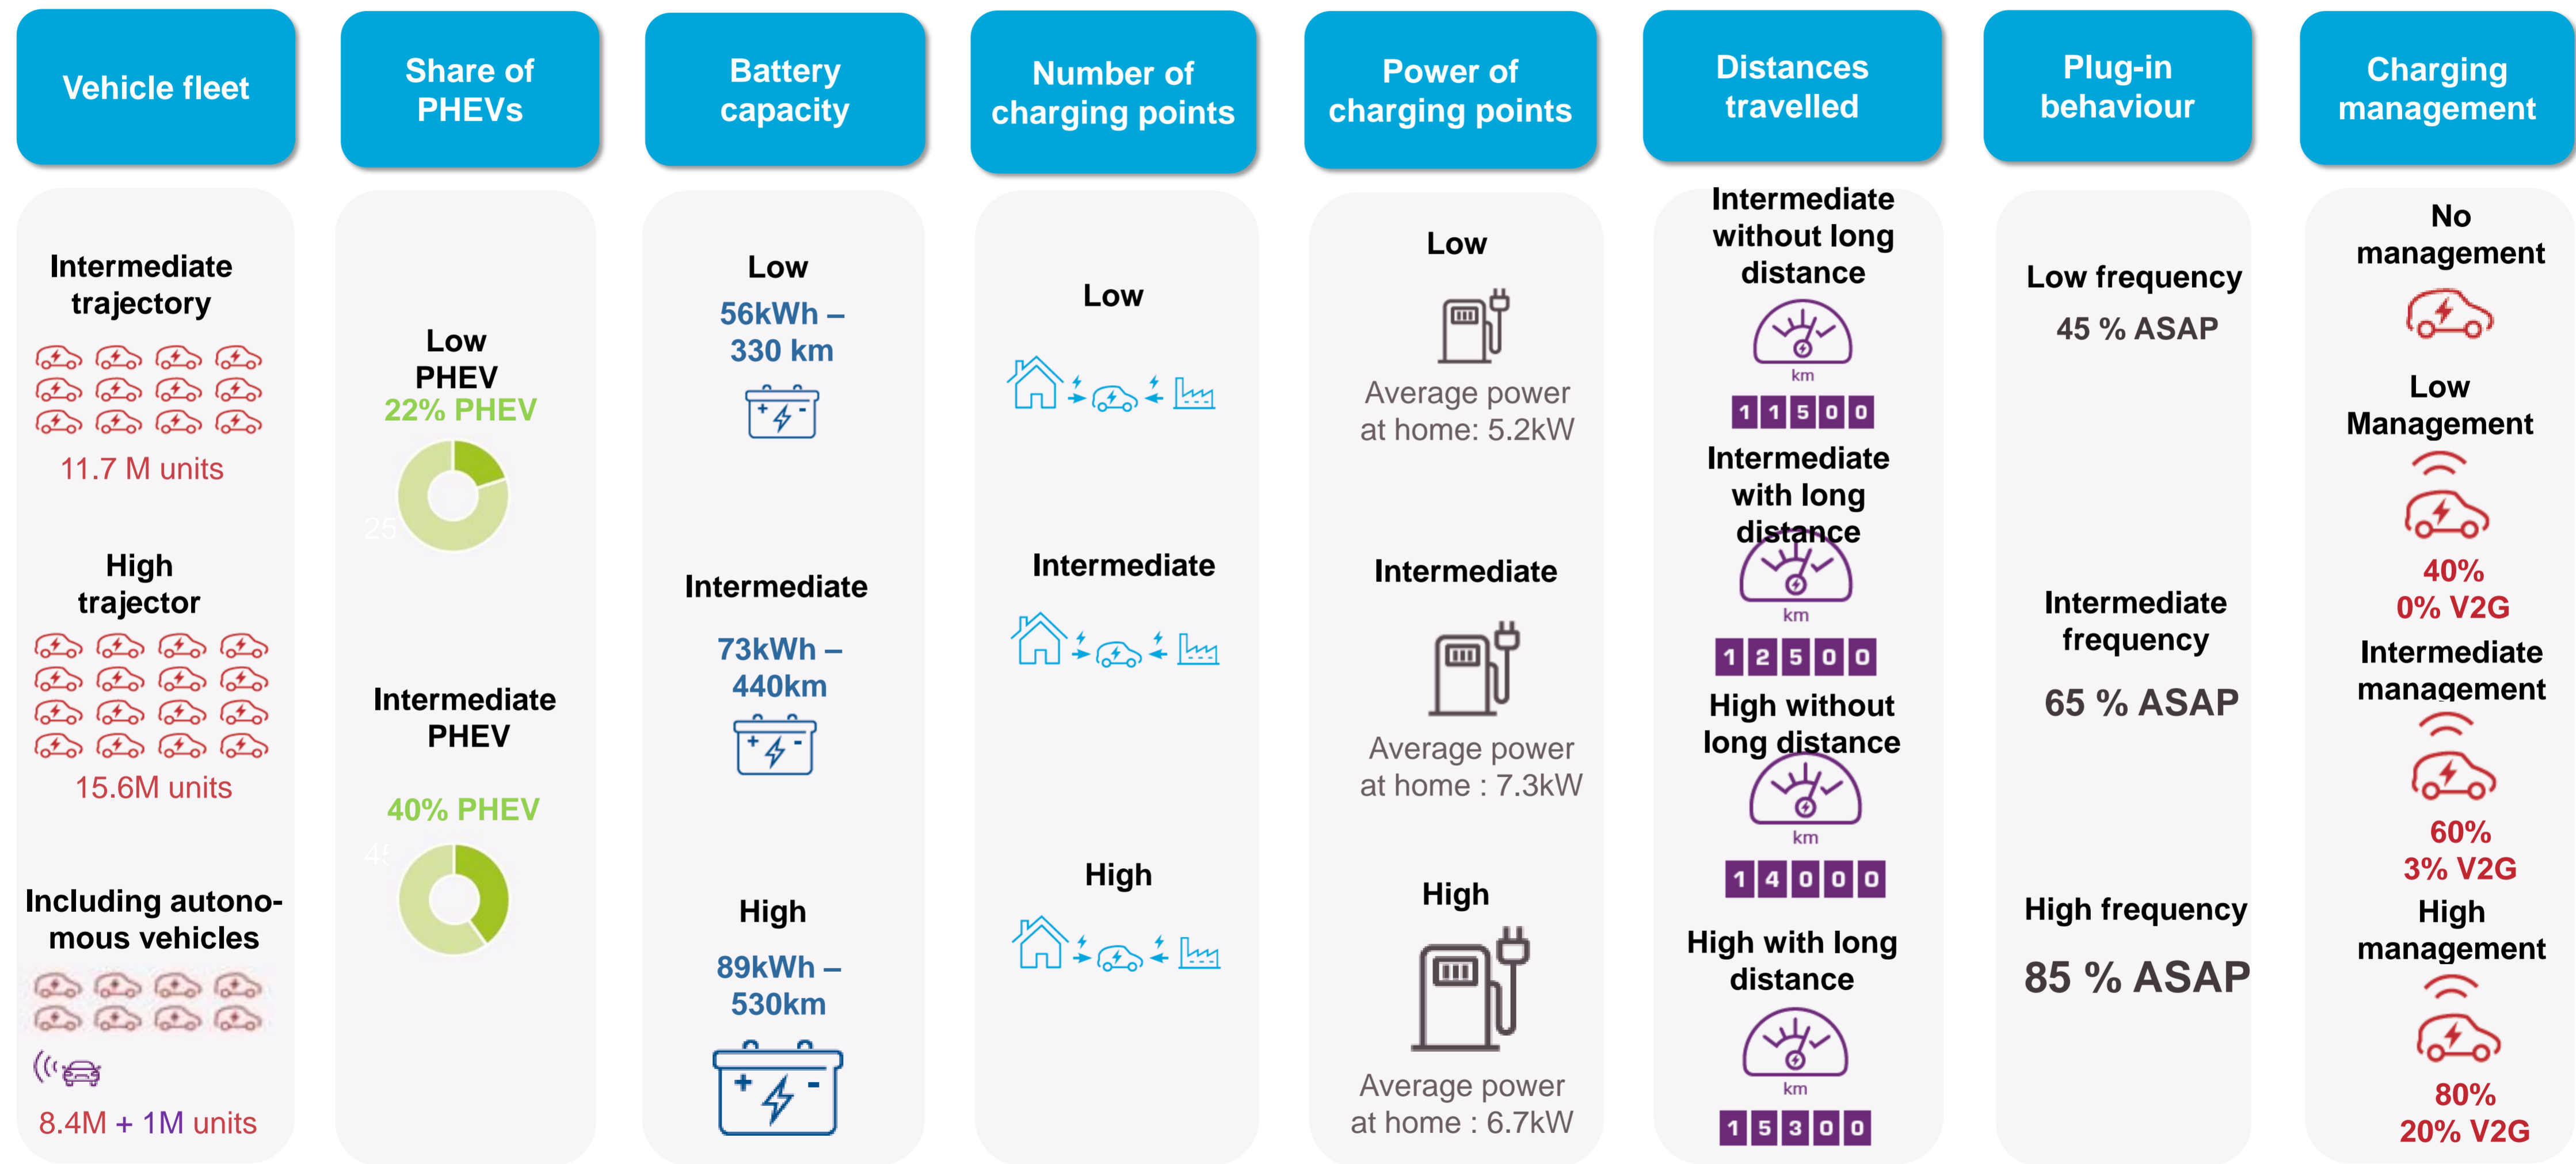 Vehicle fleet
Share of
PHEVs
Battery
capacity
Number of
charging points
Power of
charging points
Distances
travelled
Plug-in
behaviour
Charging
management
Intermediate
trajectory
11.7 M units
High
trajector
15.6M units
Including autono-
mous vehicles
8.4M + 1M units
Low
PHEV
22% PHEV
25
Intermediate
PHEV
40% PHEV
Low
56kWh –
330 km
Intermediate
73kWh –
440km
High
89kWh –
530km
Low
Intermediate
High
Low
Average power
at home: 5.2kW
Intermediate
Average power
at home : 7.3kW
High
Average power
at home : 6.7kW
Intermediate
without long
distance
km
11500
Intermediate
with long
distance
km
12500
High without
long distance
km
14000
High with long
distance
km
15300
Low frequency
45 % ASAP
Intermediate
frequency
65 % ASAP
High frequency
85 % ASAP
No
management
Low
Management
40%
0% V2G
Intermediate
management
60%
3% V2G
High
management
80%
20% V2G